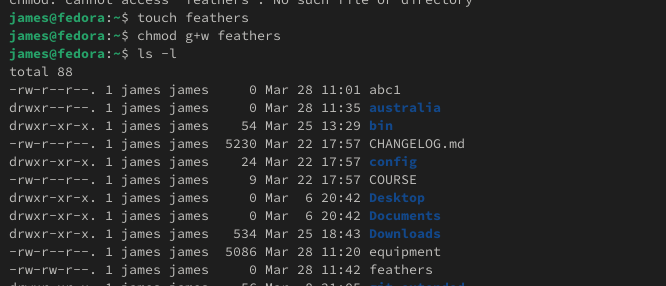 chmod: cannot access 'feathers': No such file or directory
james@fedora:~$ touch feathers
james@fedora:~$ chmod g+w feathers
james@fedora:~$ ls -l
total 88
-rw-r--r--. 1 james james    0 Mar 28 11:01 abc1
drwxr--r--. 1 james james    0 Mar 28 11:35 australia
drwxr-xr-x. 1 james james   54 Mar 25 13:29 bin
-rw-r--r--. 1 james james 5230 Mar 22 17:57 CHANGELOG.md
drwxr-xr-x. 1 james james   24 Mar 22 17:57 config
-rw-r--r--. 1 james james    9 Mar 22 17:57 COURSE
drwxr-xr-x. 1 james james    0 Mar  6 20:42 Desktop
drwxr-xr-x. 1 james james    0 Mar  6 20:42 Documents
drwxr-xr-x. 1 james james  534 Mar 25 18:43 Downloads
-rw-r--r--. 1 james james 5086 Mar 28 11:20 equipment
-rw-rw-r--. 1 james james    0 Mar 28 11:42 feathers